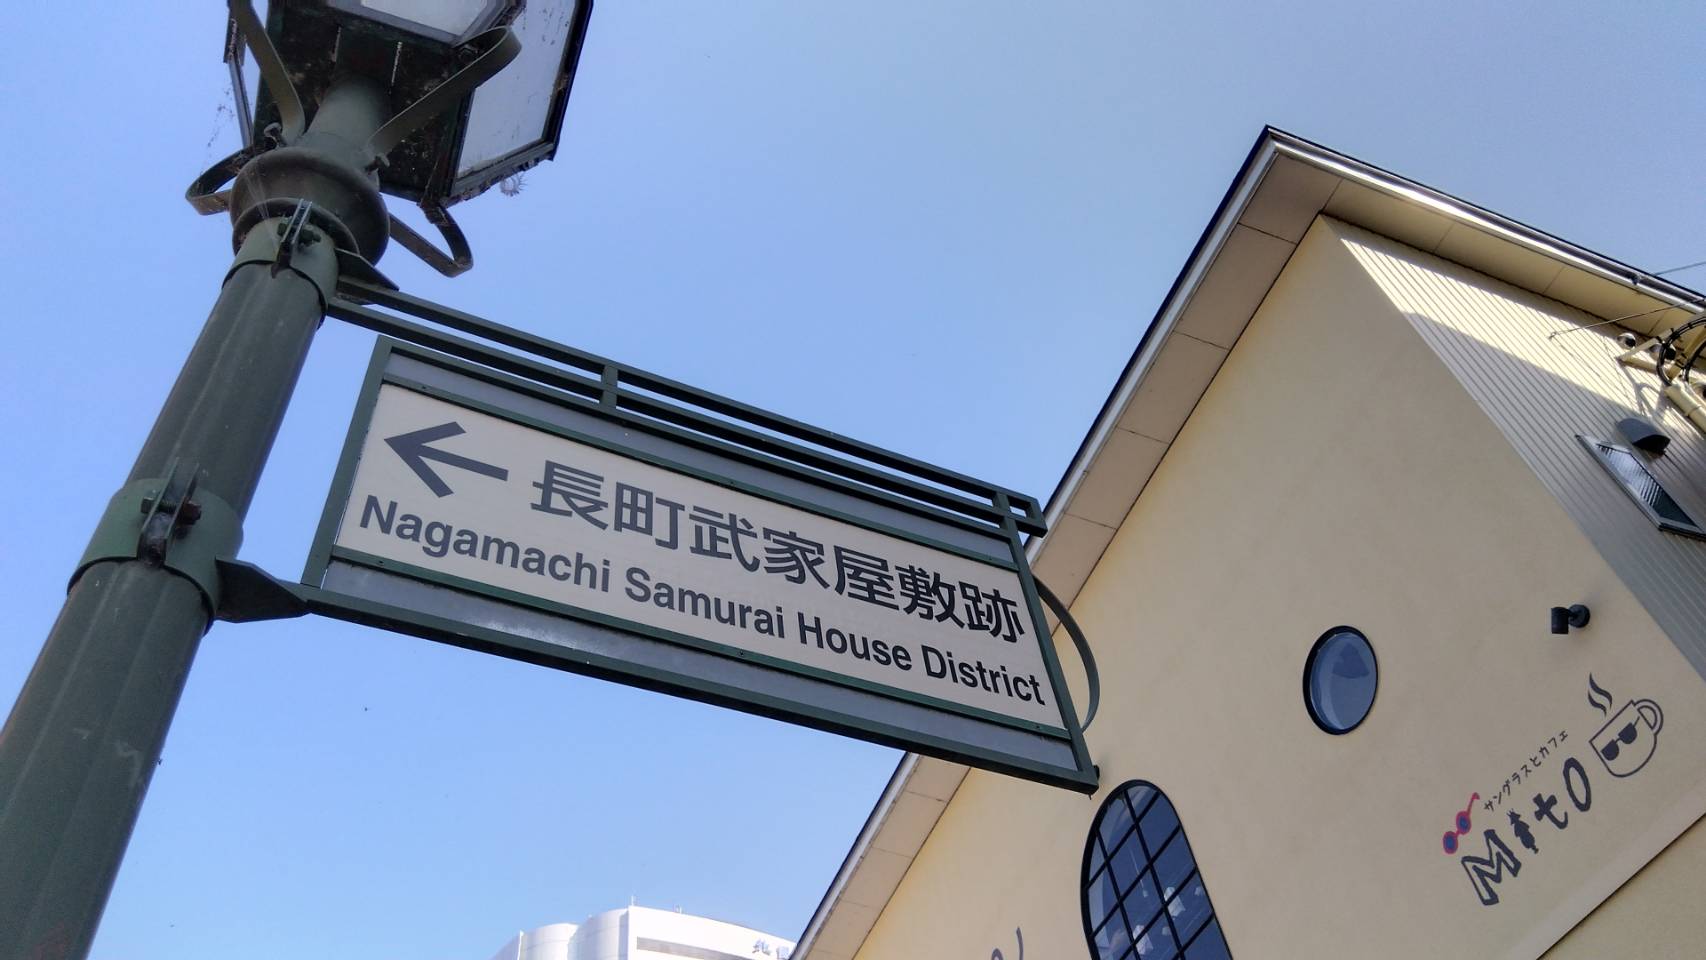 ← 長町武家屋敷跡
Nagamachi Samurai House District
サングラスとカフェ
Mito